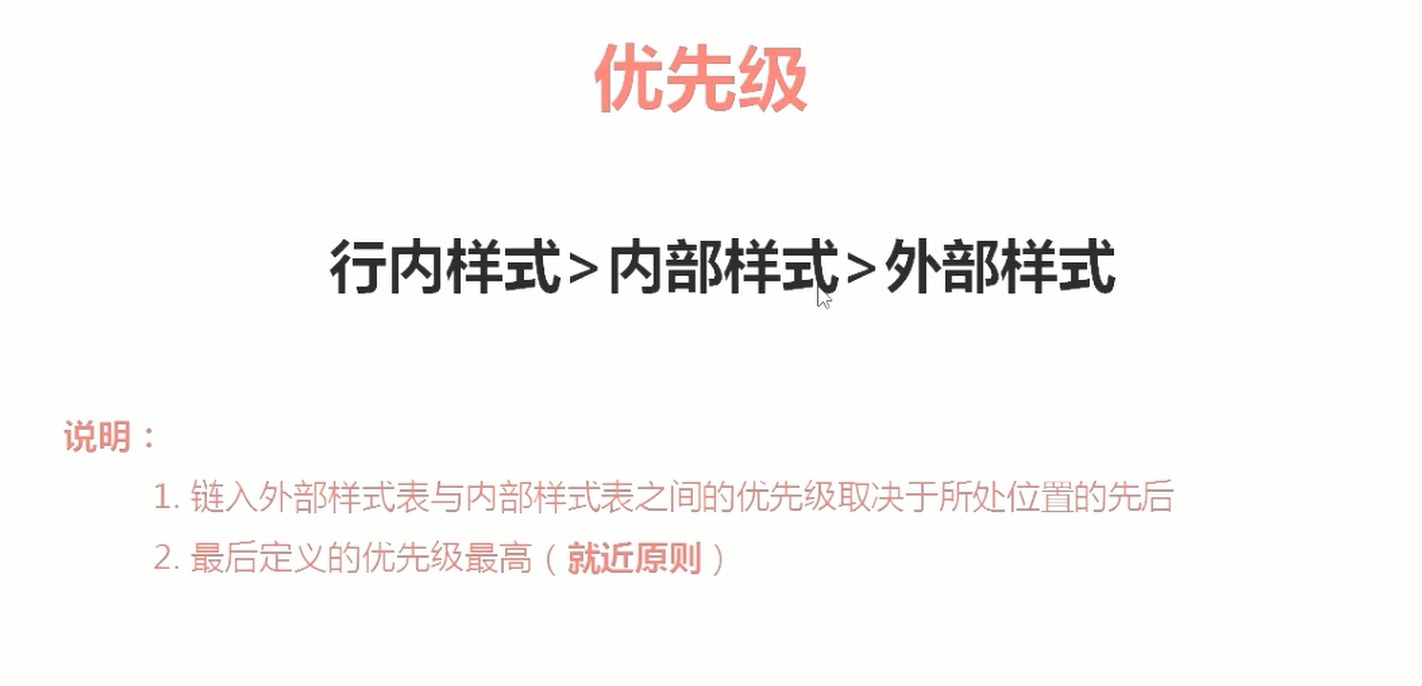 优先级
行内样式>内部样式>外部样式
说明：
1. 链入外部样式表与内部样式表之间的优先级取决于所处位置的先后
2. 最后定义的优先级最高（就近原则）